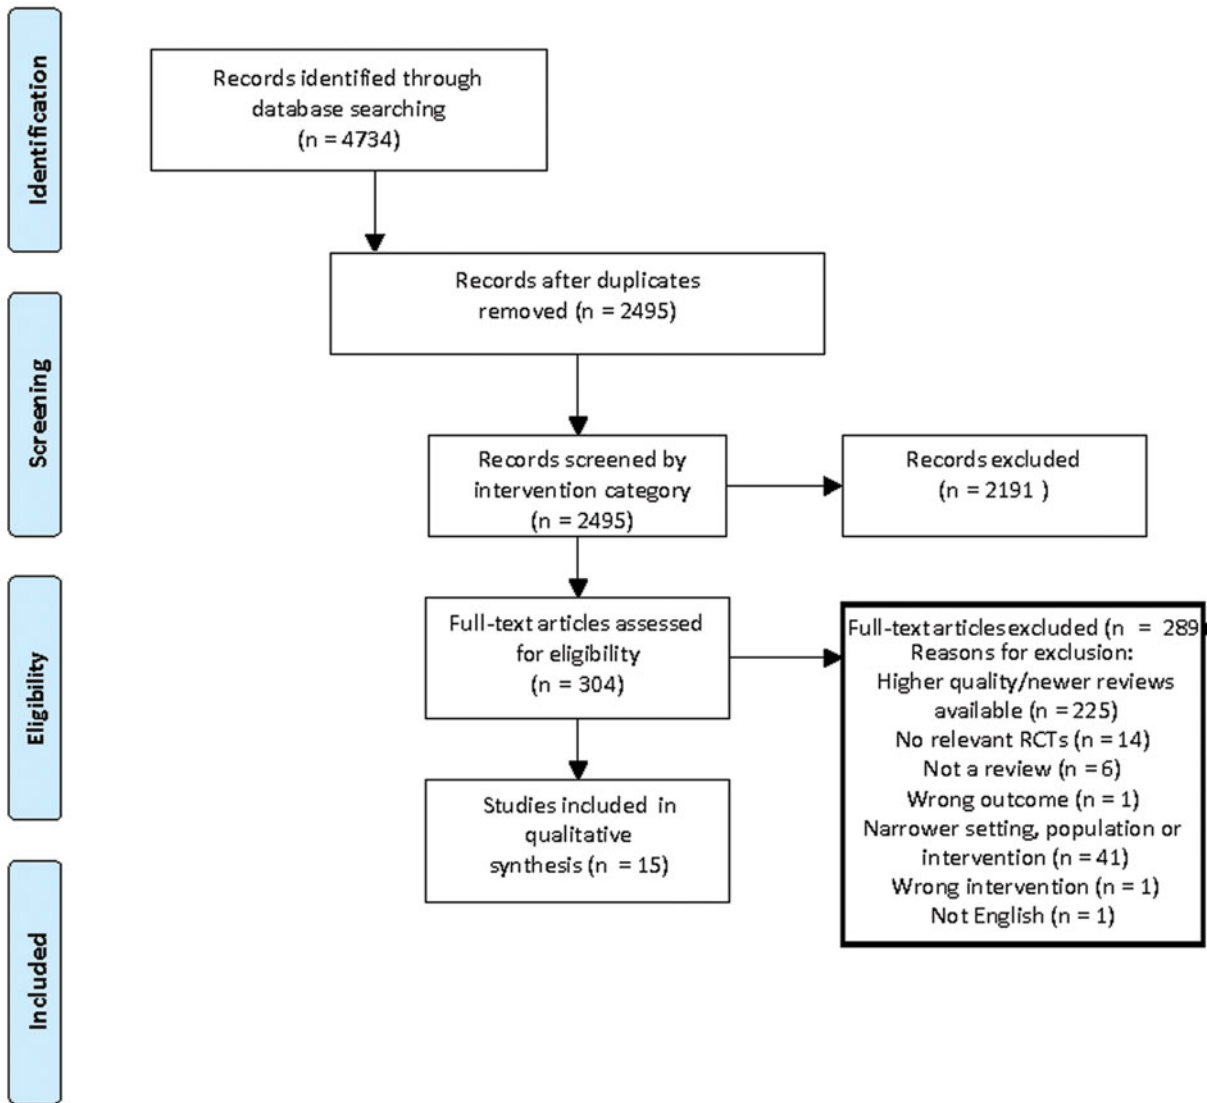 Identification
Records identified through
database searching
(n = 4734)
Records after duplicates
removed (n = 2495)
Screening
Records screened by
intervention category
(n = 2495)
Records excluded
(n = 2191 )
Eligibility
Full-text articles assessed
for eligibility
(n = 304)
Full-text articles excluded (n = 289
Reasons for exclusion:
Higher quality/newer reviews
available (n = 225)
No relevant RCTs (n = 14)
Not a review (n = 6)
Wrong outcome (n = 1)
Narrower setting, population or
intervention (n = 41)
Wrong intervention (n = 1)
Not English (n = 1)
Studies included in
qualitative
synthesis (n = 15)
Included